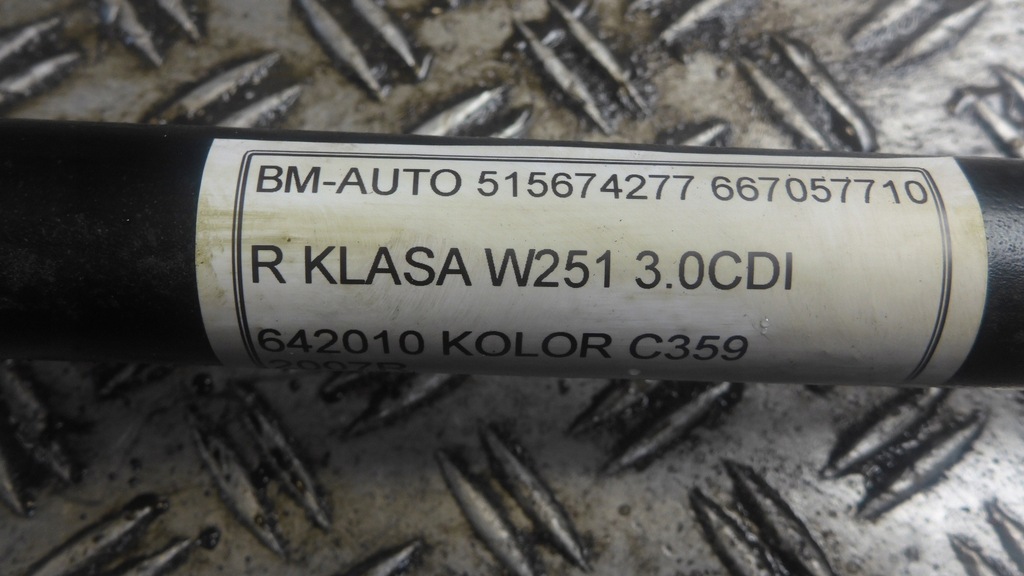 BM-AUTO 515674277 667057710
R KLASA W251 3.0CDI
642010 KOLOR C359